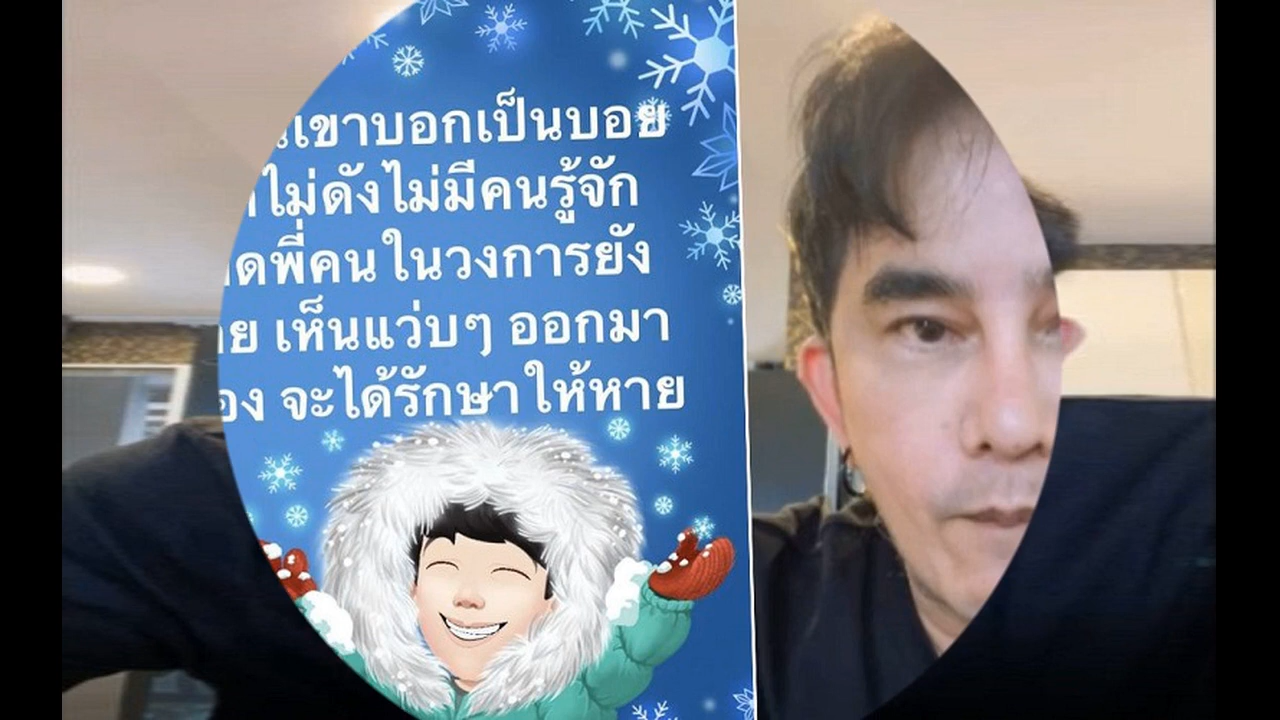 เขาบอกเป็นบอย
ไม่ดังไม่มีคนรู้จัก
พี่คนในวงการยัง
เห็นแว่บๆ ออกมา
จะได้รักษาให้หาย